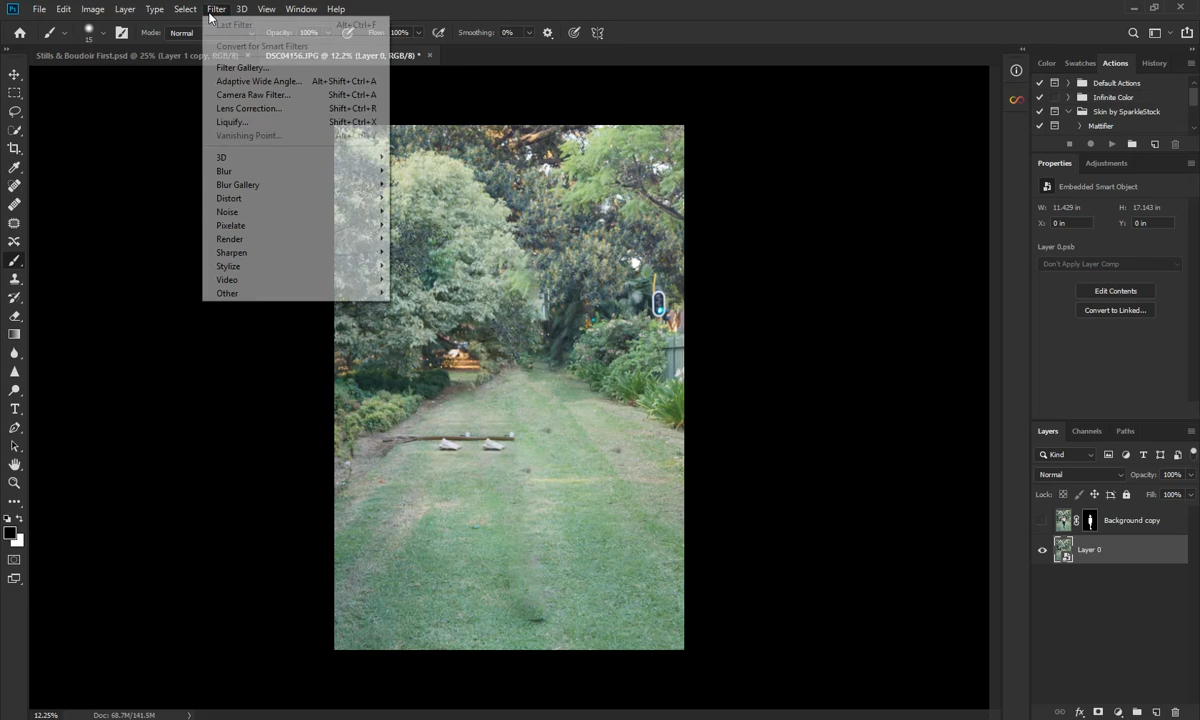 File Edit Image Layer Type Select Filter 3D View Window Help
15 Mode: Normal Opacity: 100% Flow: 100% Smoothing: 0%
Stills & Boudoir First.psd @ 25% (Layer 1 copy, RGB/8) × DSC04156.JPG @ 12.2% (Layer 0, RGB/8) * ×
Last Filter Alt+Ctrl+F
Convert for Smart Filters
Filter Gallery...
Adaptive Wide Angle... Alt+Shift+Ctrl+A
Camera Raw Filter... Shift+Ctrl+A
Lens Correction... Shift+Ctrl+R
Liquify... Shift+Ctrl+X
Vanishing Point... Alt+Ctrl+V
3D
Blur
Blur Gallery
Distort
Noise
Pixelate
Render
Sharpen
Stylize
Video
Other
Color Swatches Actions History
Default Actions
Infinite Color
Skin by SparkleStock
Mattifier
Properties Adjustments
Embedded Smart Object
W: 11.429 in H: 17.143 in
X: 0 in Y: 0 in
Layer 0.psb
Don't Apply Layer Comp
Edit Contents
Convert to Linked...
Layers Channels Paths
Kind
Normal Opacity: 100%
Lock: Fill: 100%
Background copy
Layer 0
12.25% Doc: 68.7M/141.5M